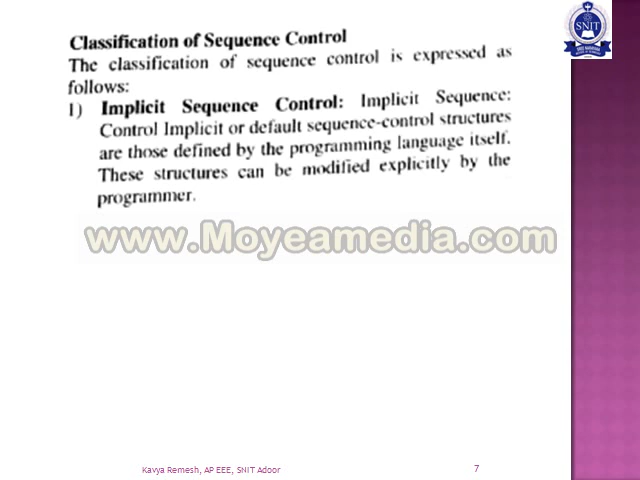 Classification of Sequence Control
The classification of sequence control is expressed as
follows:
1) Implicit Sequence Control: Implicit Sequence:
Control Implicit or default sequence-control structures
are those defined by the programming language itself.
These structures can be modified explicitly by the
programmer.
www.Moyeamedia.com
SNIT
Kavya Remesh, AP EEE, SNIT Adoor
7